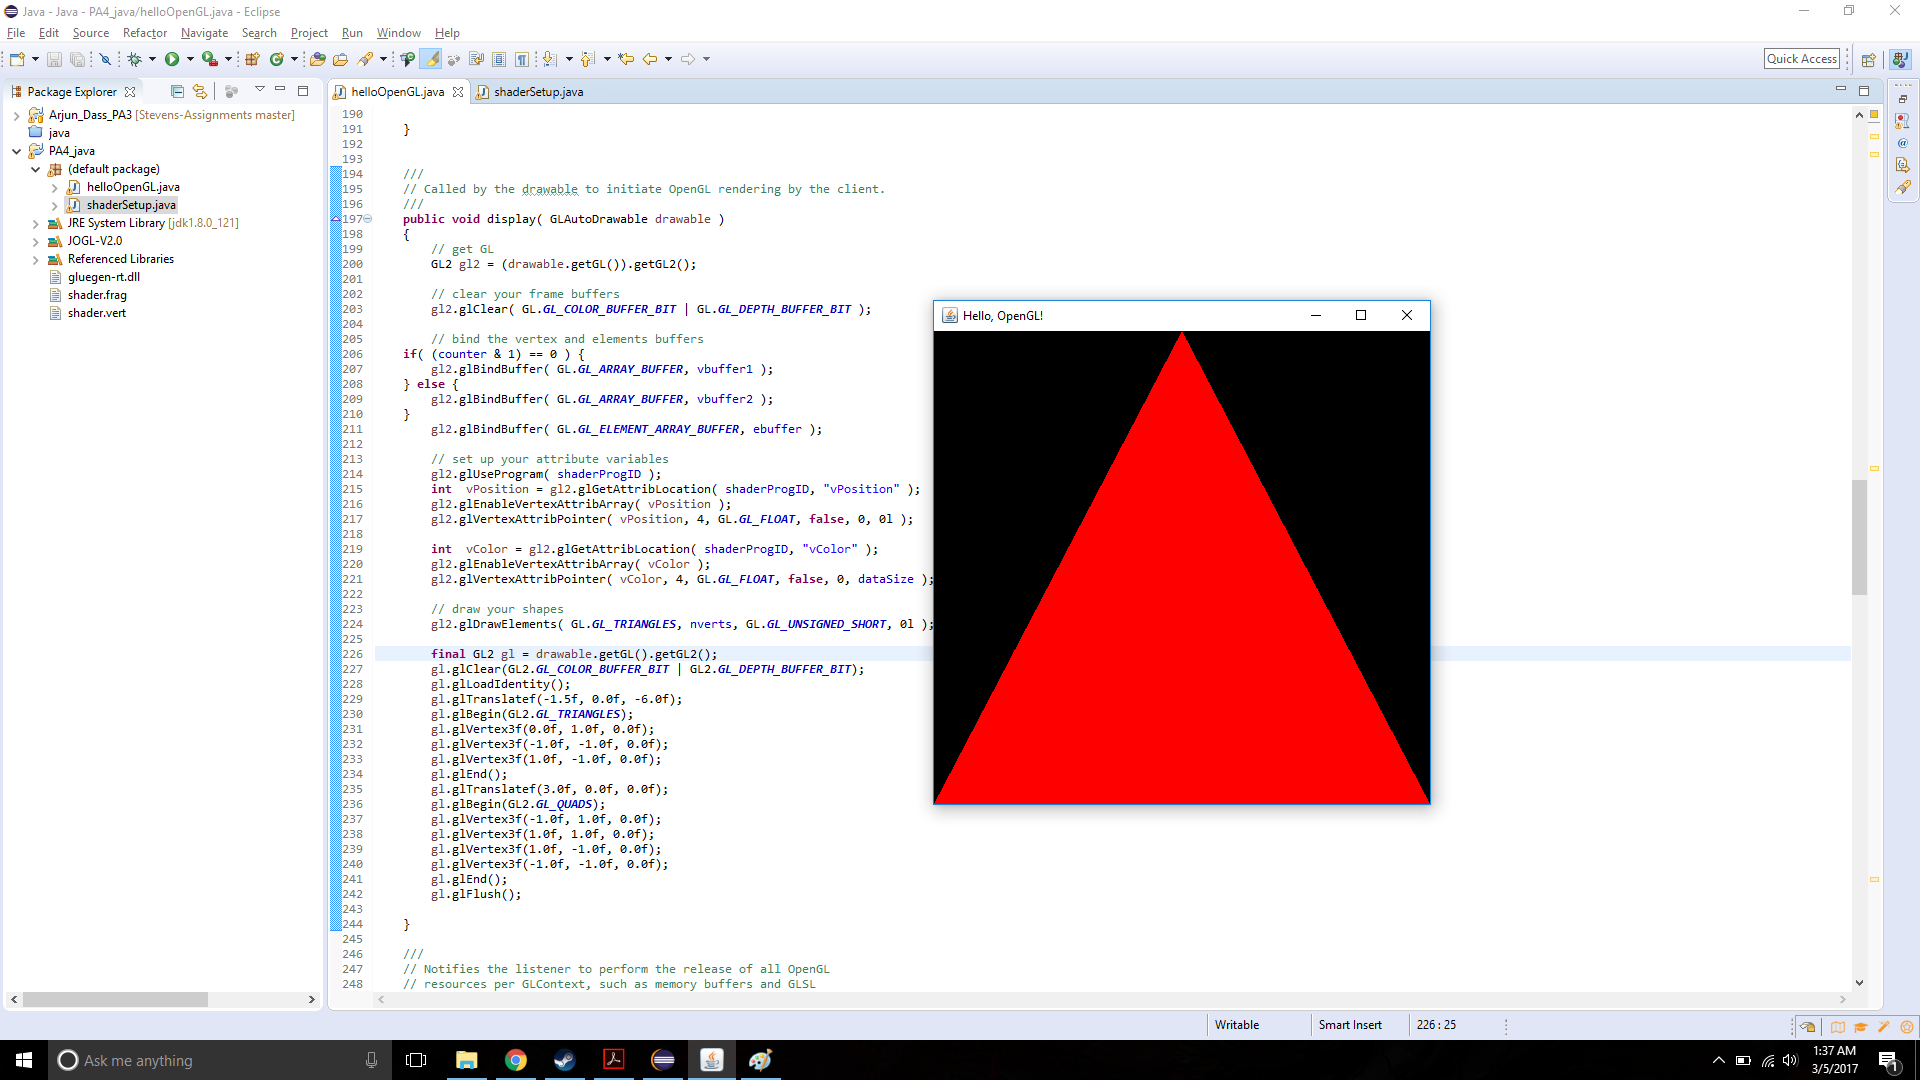 Java - Java - PA4_java/helloOpenGL.java - Eclipse
File Edit Source Refactor Navigate Search Project Run Window Help
Quick Access
Package Explorer
helloOpenGL.java
shaderSetup.java
Arjun_Dass_PA3 [Stevens-Assignments master]
java
PA4_java
(default package)
helloOpenGL.java
shaderSetup.java
JRE System Library [jdk1.8.0_121]
JOGL-V2.0
Referenced Libraries
gluegen-rt.dll
shader.frag
shader.vert
190
191 }
192
193
194 ///
195 // Called by the drawable to initiate OpenGL rendering by the client.
196 ///
197 public void display( GLAutoDrawable drawable )
198 {
199 // get GL
200 GL2 gl2 = (drawable.getGL()).getGL2();
201
202 // clear your frame buffers
203 gl2.glClear( GL.GL_COLOR_BUFFER_BIT | GL.GL_DEPTH_BUFFER_BIT );
204
205 // bind the vertex and elements buffers
206 if( (counter & 1) == 0 ) {
207 gl2.glBindBuffer( GL.GL_ARRAY_BUFFER, vbuffer1 );
208 } else {
209 gl2.glBindBuffer( GL.GL_ARRAY_BUFFER, vbuffer2 );
210 }
211 gl2.glBindBuffer( GL.GL_ELEMENT_ARRAY_BUFFER, ebuffer );
212
213 // set up your attribute variables
214 gl2.glUseProgram( shaderProgID );
215 int vPosition = gl2.glGetAttribLocation( shaderProgID, "vPosition" );
216 gl2.glEnableVertexAttribArray( vPosition );
217 gl2.glVertexAttribPointer( vPosition, 4, GL.GL_FLOAT, false, 0, 0l );
218
219 int vColor = gl2.glGetAttribLocation( shaderProgID, "vColor" );
220 gl2.glEnableVertexAttribArray( vColor );
221 gl2.glVertexAttribPointer( vColor, 4, GL.GL_FLOAT, false, 0, dataSize );
222
223 // draw your shapes
224 gl2.glDrawElements( GL.GL_TRIANGLES, nverts, GL.GL_UNSIGNED_SHORT, 0l );
225
226 final GL2 gl = drawable.getGL().getGL2();
227 gl.glClear(GL2.GL_COLOR_BUFFER_BIT | GL2.GL_DEPTH_BUFFER_BIT);
228 gl.glLoadIdentity();
229 gl.glTranslatef(-1.5f, 0.0f, -6.0f);
230 gl.glBegin(GL2.GL_TRIANGLES);
231 gl.glVertex3f(0.0f, 1.0f, 0.0f);
232 gl.glVertex3f(-1.0f, -1.0f, 0.0f);
233 gl.glVertex3f(1.0f, -1.0f, 0.0f);
234 gl.glEnd();
235 gl.glTranslatef(3.0f, 0.0f, 0.0f);
236 gl.glBegin(GL2.GL_QUADS);
237 gl.glVertex3f(-1.0f, 1.0f, 0.0f);
238 gl.glVertex3f(1.0f, 1.0f, 0.0f);
239 gl.glVertex3f(1.0f, -1.0f, 0.0f);
240 gl.glVertex3f(-1.0f, -1.0f, 0.0f);
241 gl.glEnd();
242 gl.glFlush();
243
244 }
245
246 ///
247 // Notifies the listener to perform the release of all OpenGL
248 // resources per GLContext, such as memory buffers and GLSL
Hello, OpenGL!
Writable
Smart Insert
226 : 25
Ask me anything
1:37 AM
3/5/2017
1